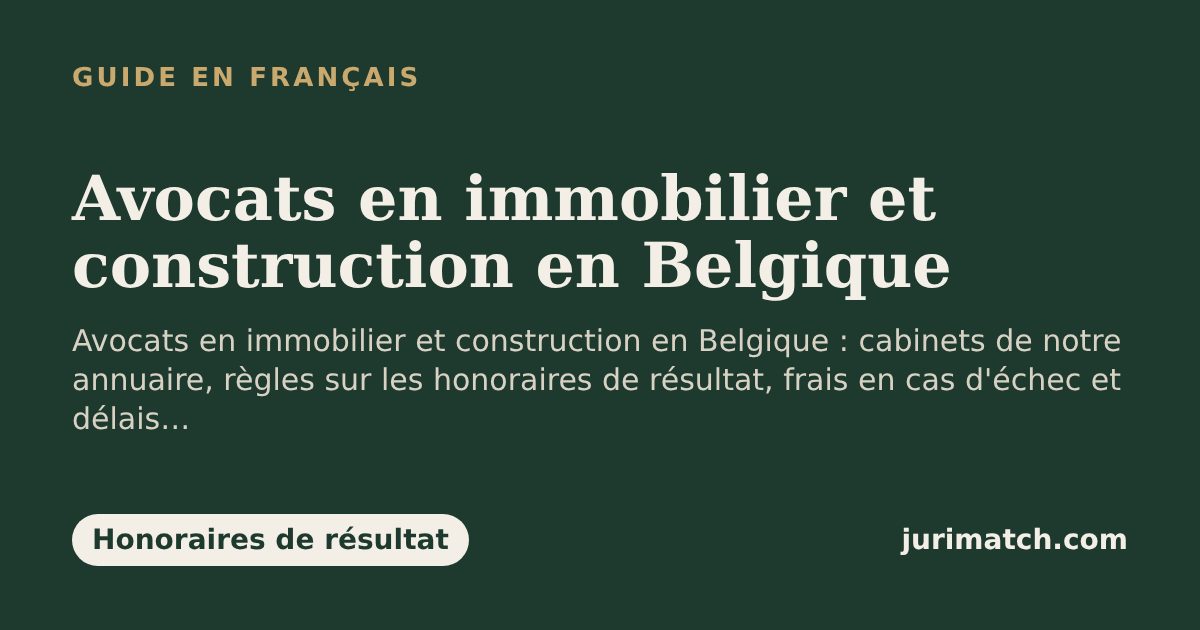 GUIDE EN FRANÇAIS
Avocats en immobilier et
construction en Belgique
Avocats en immobilier et construction en Belgique : cabinets de notre
annuaire, règles sur les honoraires de résultat, frais en cas d'échec et
délais…
Honoraires de résultat
jurimatch.com